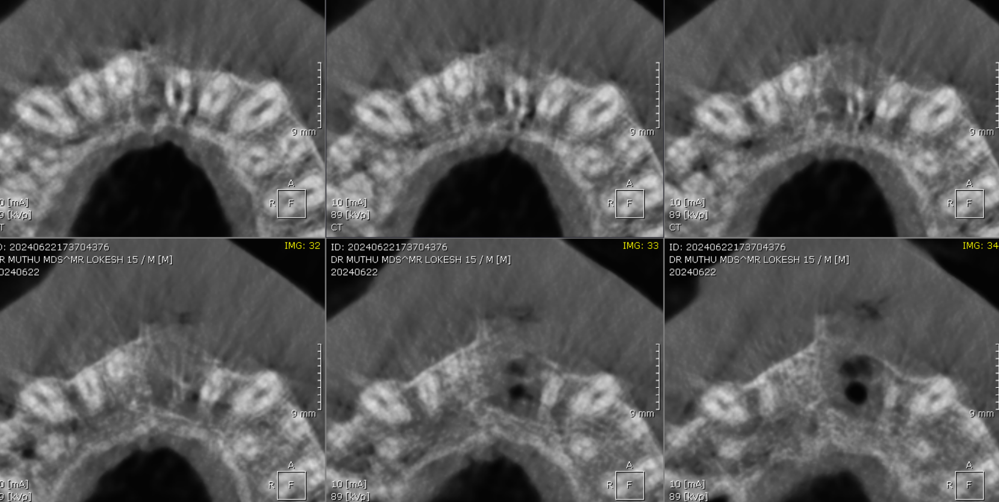 9 mm
A
R F
0 [mA]
9 [kVp]
T
9 mm
A
R F
10 [mA]
89 [kVp]
CT
9 mm
A
R F
10 [mA]
89 [kVp]
CT
D: 20240622173704376
IMG: 32
R MUTHU MDS^MR LOKESH 15 / M [M]
0240622
9 mm
A
R F
0 [mA]
9 [kVp]
ID: 20240622173704376
IMG: 33
DR MUTHU MDS^MR LOKESH 15 / M [M]
20240622
9 mm
A
R F
10 [mA]
89 [kVp]
ID: 20240622173704376
IMG: 34
DR MUTHU MDS^MR LOKESH 15 / M [M]
20240622
9 mm
A
R F
10 [mA]
89 [kVp]